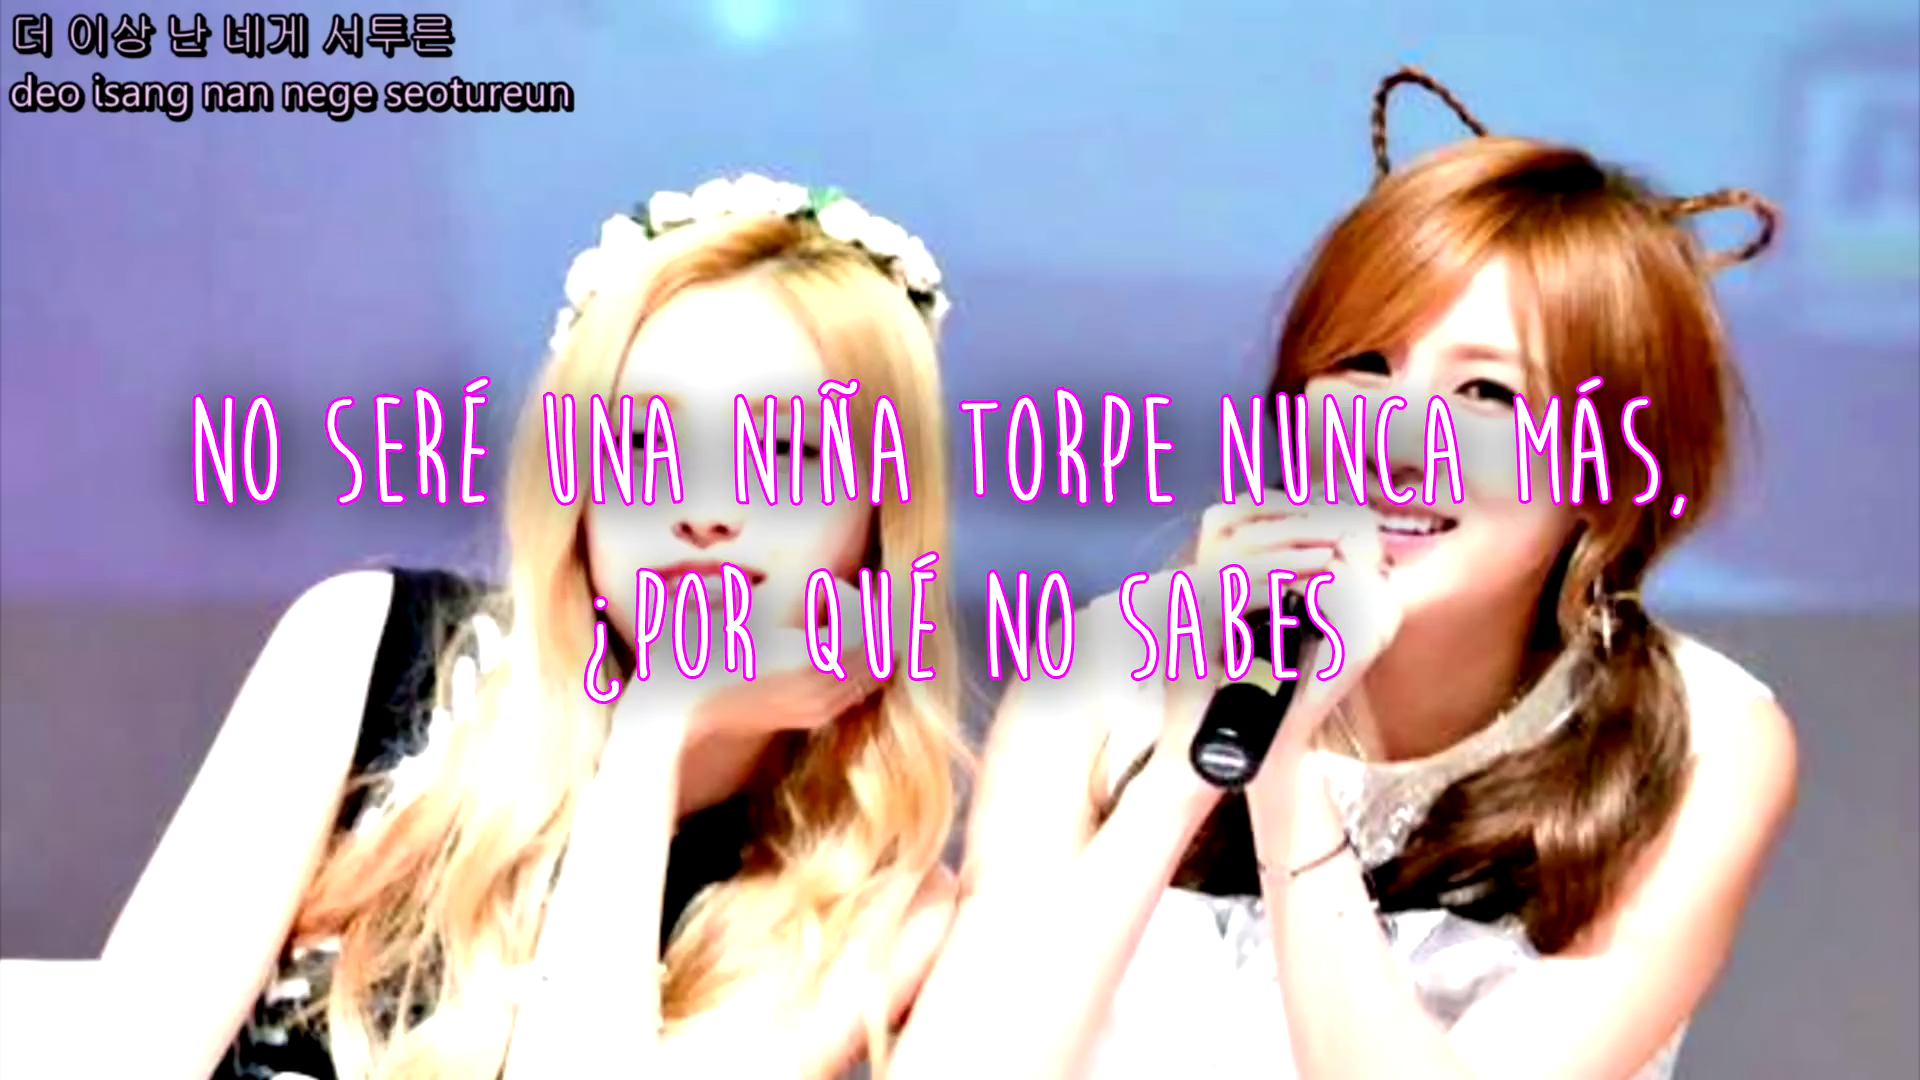 더 이상 난 네게 서투른
deo isang nan nege seotureun
NO SERÉ UNA NIÑA TORPE NUNCA MÁS,
¿POR QUÉ NO SABES